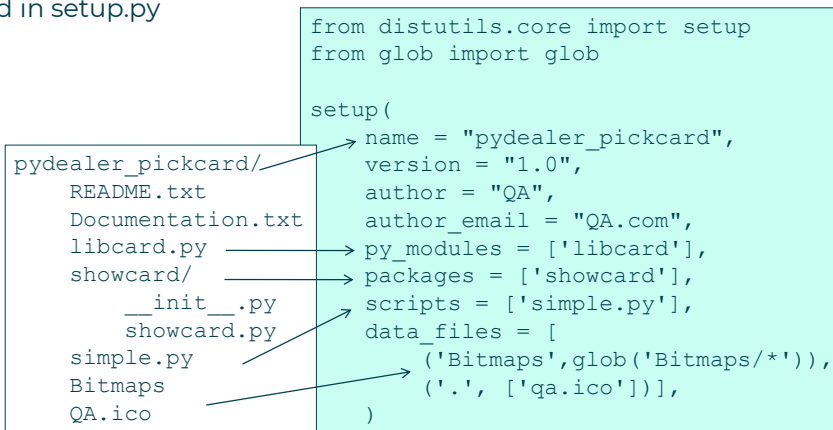 d in setup.py
from distutils.core import setup
from glob import glob
setup(
name = "pydealer_pickcard",
version = "1.0",
author = "QA",
author_email = "QA.com",
py_modules = ['libcard'],
packages = ['showcard'],
scripts = ['simple.py'],
data_files = [
('Bitmaps',glob('Bitmaps/*')),
('.', ['qa.ico'])],
)
pydealer_pickcard/
README.txt
Documentation.txt
libcard.py
showcard/
__init__.py
showcard.py
simple.py
Bitmaps
QA.ico